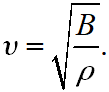 υ = √(B/ρ).